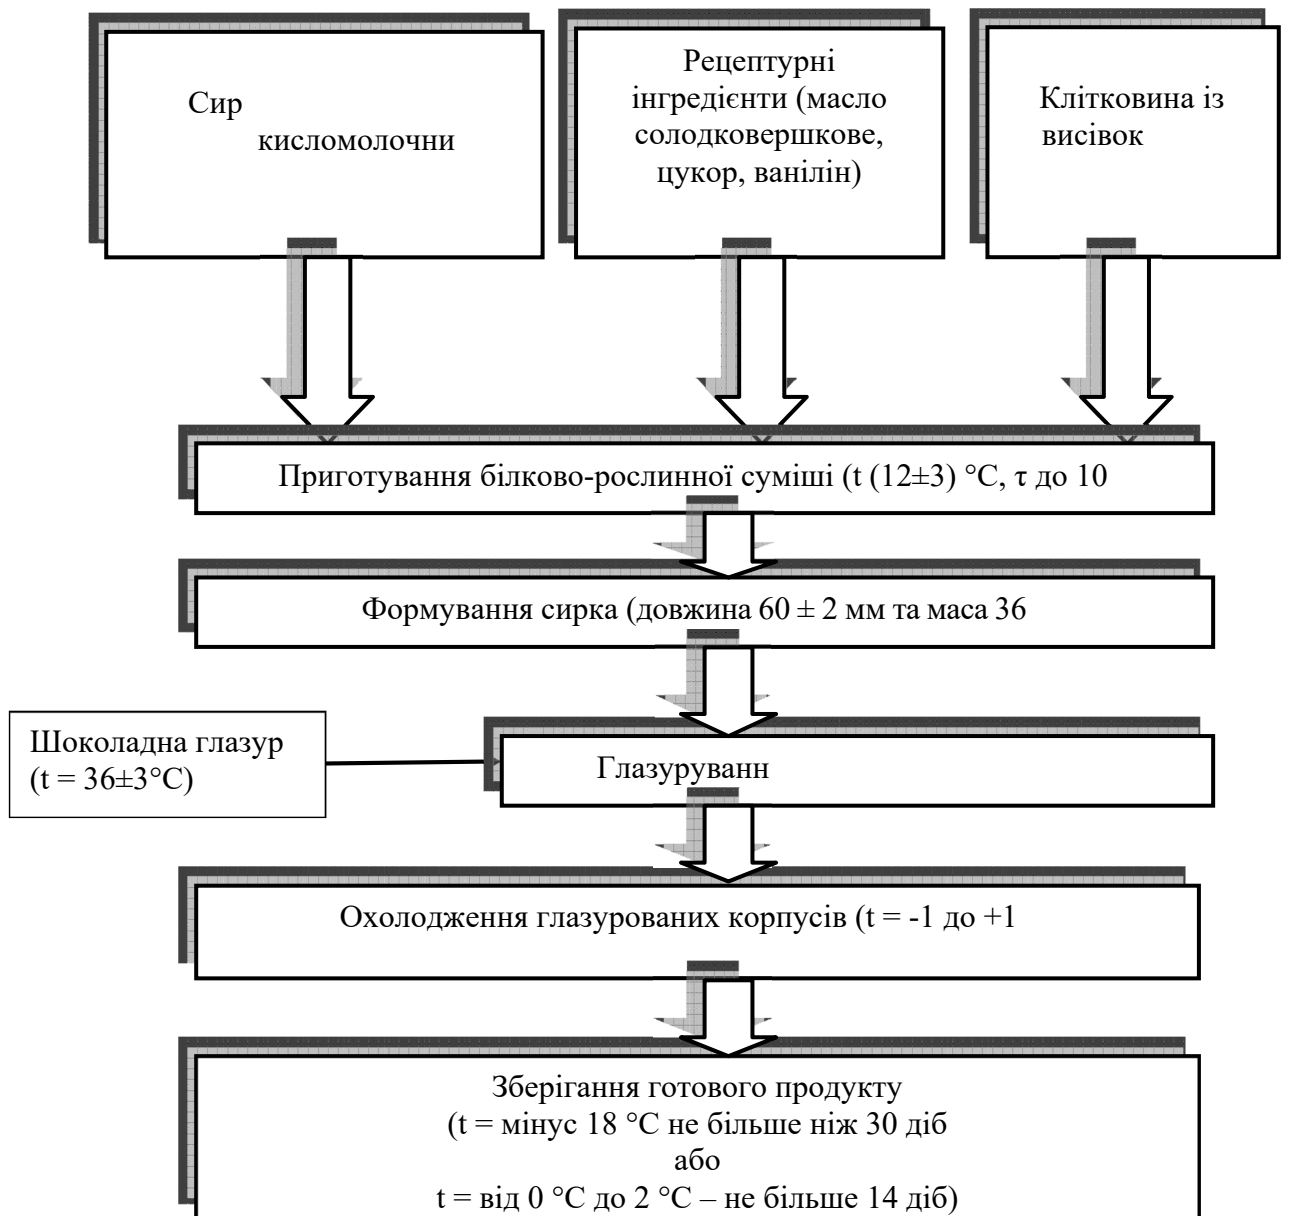 Сир
кисломолочни
Рецептурні
інгредієнти (масло
солодковершкове,
цукор, ванілін)
Клітковина із
висівок
Приготування білково-рослинної суміші (t (12±3) °С, τ до 10
Формування сирка (довжина 60 ± 2 мм та маса 36
Шоколадна глазур
(t = 36±3°С)
Глазуруванн
Охолодження глазурованих корпусів (t = -1 до +1
Зберігання готового продукту
(t = мінус 18 °С не більше ніж 30 діб
або
t = від 0 °С до 2 °С – не більше 14 діб)